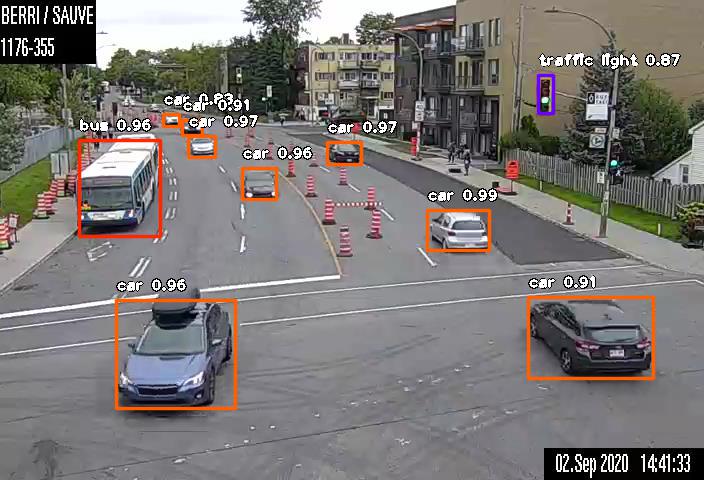 BERRI / SAUVE
1176-355
traffic light 0.87
car 0.83
car 0.91
car 0.97
bus 0.96
car 0.97
car 0.96
car 0.99
car 0.96
car 0.91
02.Sep 2020 14:41:33